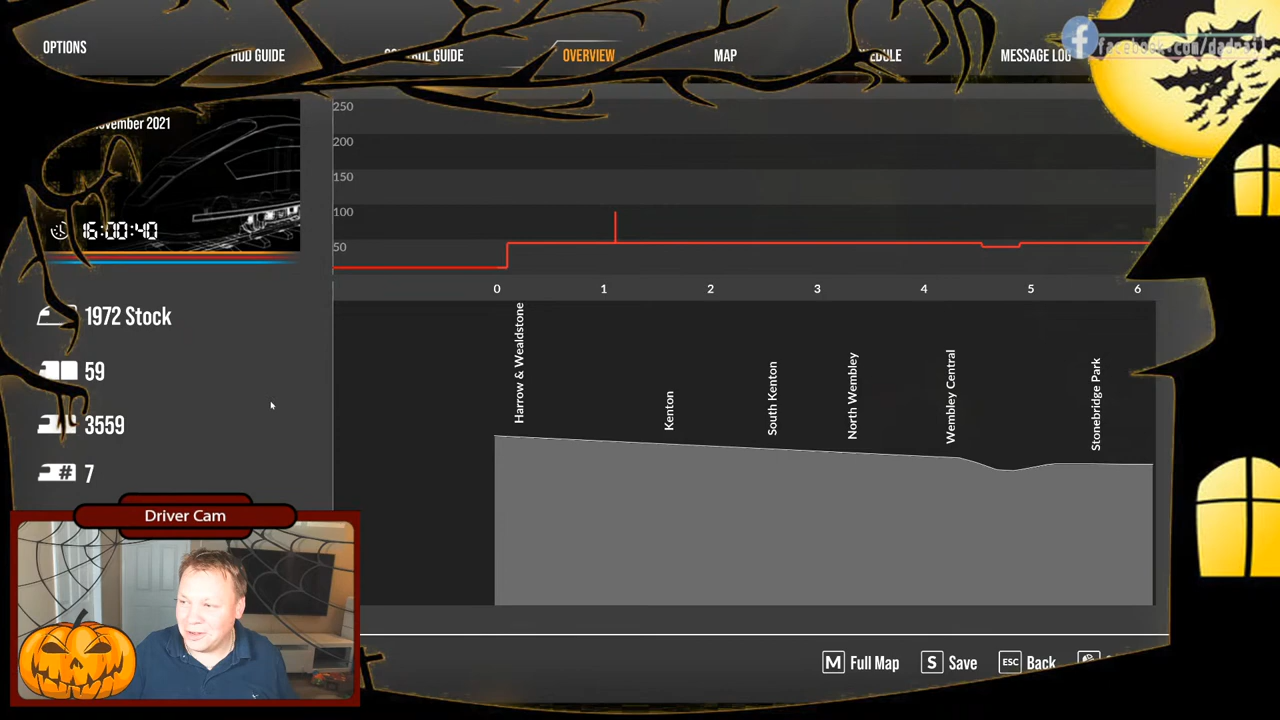 OPTIONS
HUD GUIDE
OVERVIEW
MAP
MESSAGE LOG
250
200
150
100
50
ovember 2021
16:00:40
0 1 2 3 4 5 6
1972 Stock
59
3559
# 7
Harrow & Wealdstone
Kenton
South Kenton
North Wembley
Wembley Central
Stonebridge Park
Driver Cam
M Full Map
S Save
ESC Back